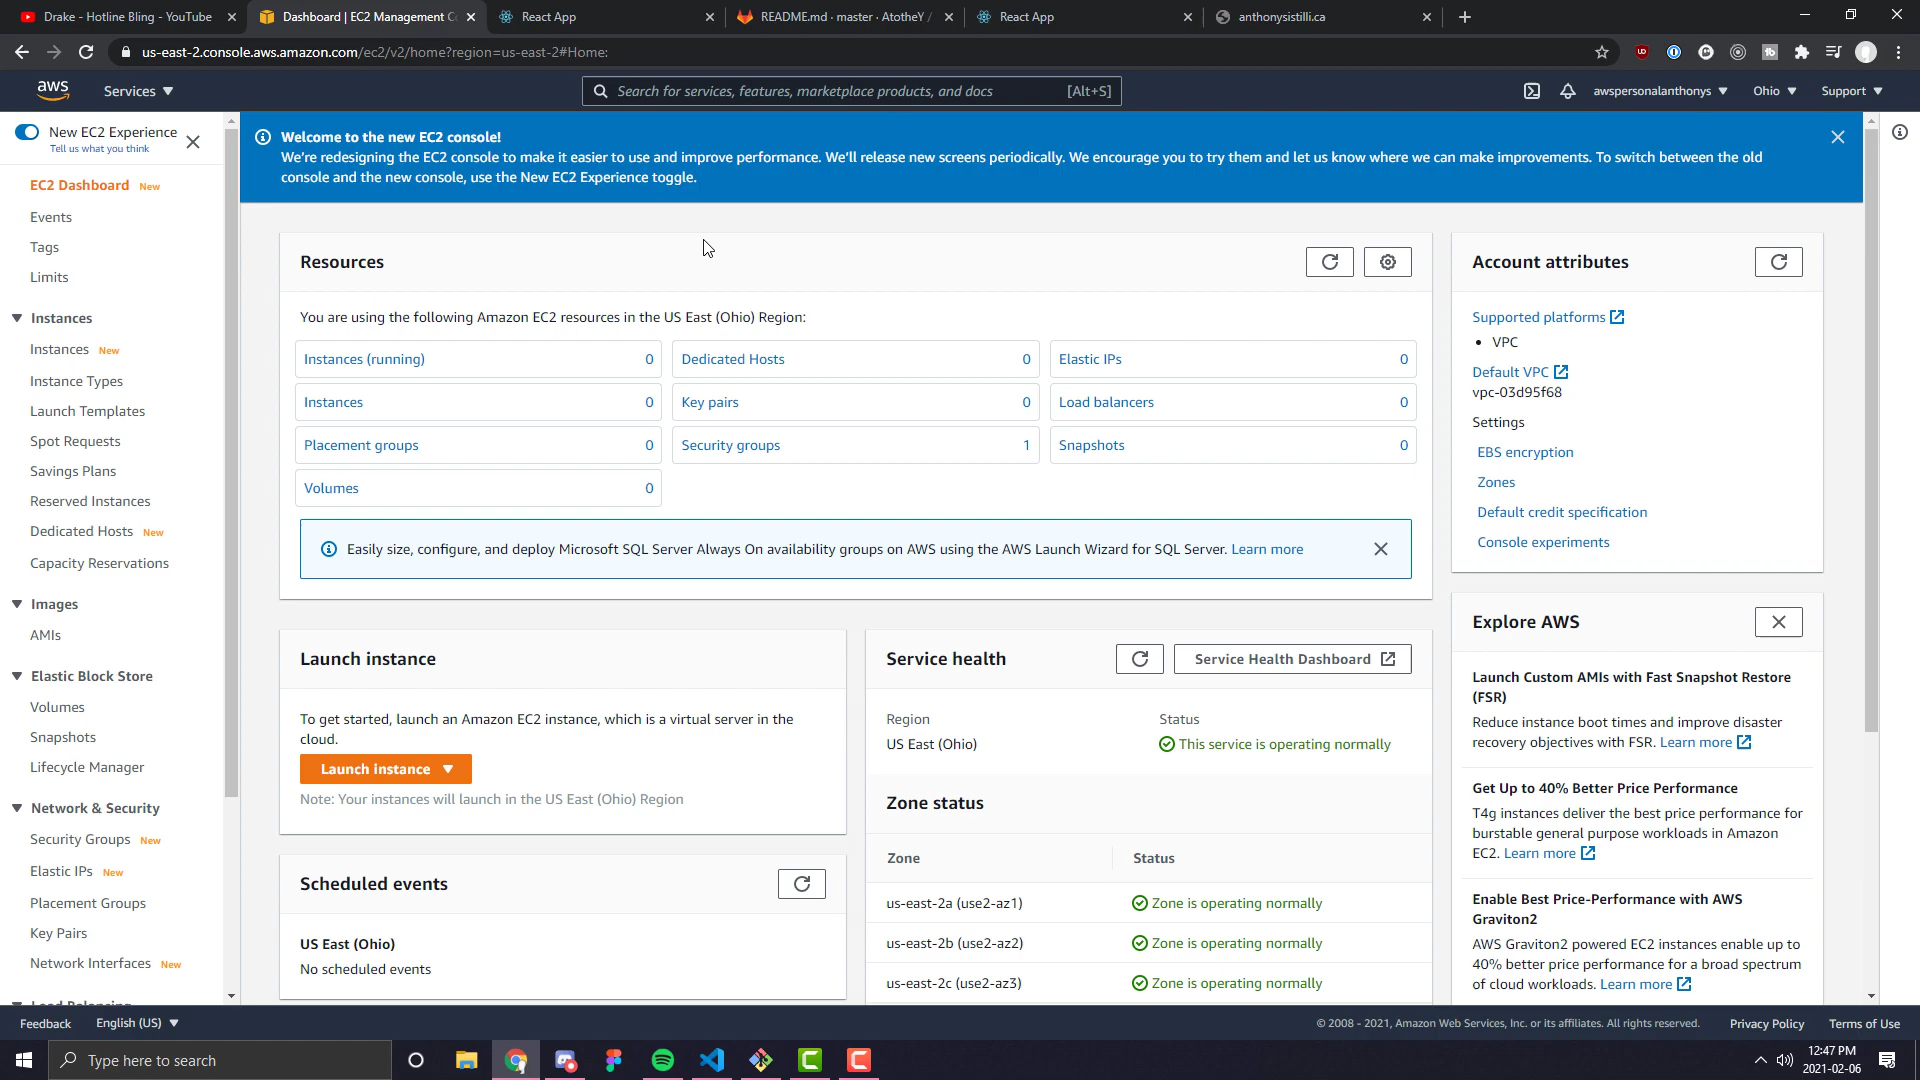 Drake - Hotline Bling - YouTube
Dashboard | EC2 Management Co
React App
README.md · master · AtotheY /
React App
anthonysistilli.ca
us-east-2.console.aws.amazon.com/ec2/v2/home?region=us-east-2#Home:
aws
Services
Search for services, features, marketplace products, and docs
[Alt+S]
awspersonalanthonys
Ohio
Support
New EC2 Experience
Tell us what you think
Welcome to the new EC2 console!
We're redesigning the EC2 console to make it easier to use and improve performance. We'll release new screens periodically. We encourage you to try them and let us know where we can make improvements. To switch between the old
console and the new console, use the New EC2 Experience toggle.
EC2 Dashboard New
Events
Tags
Limits
Instances
Instances New
Instance Types
Launch Templates
Spot Requests
Savings Plans
Reserved Instances
Dedicated Hosts New
Capacity Reservations
Images
AMIs
Elastic Block Store
Volumes
Snapshots
Lifecycle Manager
Network & Security
Security Groups New
Elastic IPs New
Placement Groups
Key Pairs
Network Interfaces New
Load Balancing
Resources
You are using the following Amazon EC2 resources in the US East (Ohio) Region:
Instances (running) 0
Dedicated Hosts 0
Elastic IPs 0
Instances 0
Key pairs 0
Load balancers 0
Placement groups 0
Security groups 1
Snapshots 0
Volumes 0
Easily size, configure, and deploy Microsoft SQL Server Always On availability groups on AWS using the AWS Launch Wizard for SQL Server. Learn more
Launch instance
To get started, launch an Amazon EC2 instance, which is a virtual server in the
cloud.
Launch instance
Note: Your instances will launch in the US East (Ohio) Region
Scheduled events
US East (Ohio)
No scheduled events
Service health
Service Health Dashboard
Region
Status
US East (Ohio)
This service is operating normally
Zone status
Zone
Status
us-east-2a (use2-az1)
Zone is operating normally
us-east-2b (use2-az2)
Zone is operating normally
us-east-2c (use2-az3)
Zone is operating normally
Account attributes
Supported platforms
• VPC
Default VPC
vpc-03d95f68
Settings
EBS encryption
Zones
Default credit specification
Console experiments
Explore AWS
Launch Custom AMIs with Fast Snapshot Restore
(FSR)
Reduce instance boot times and improve disaster
recovery objectives with FSR. Learn more
Get Up to 40% Better Price Performance
T4g instances deliver the best price performance for
burstable general purpose workloads in Amazon
EC2. Learn more
Enable Best Price-Performance with AWS
Graviton2
AWS Graviton2 powered EC2 instances enable up to
40% better price performance for a broad spectrum
of cloud workloads. Learn more
Feedback
English (US)
© 2008 - 2021, Amazon Web Services, Inc. or its affiliates. All rights reserved.
Privacy Policy
Terms of Use
Type here to search
12:47 PM
2021-02-06